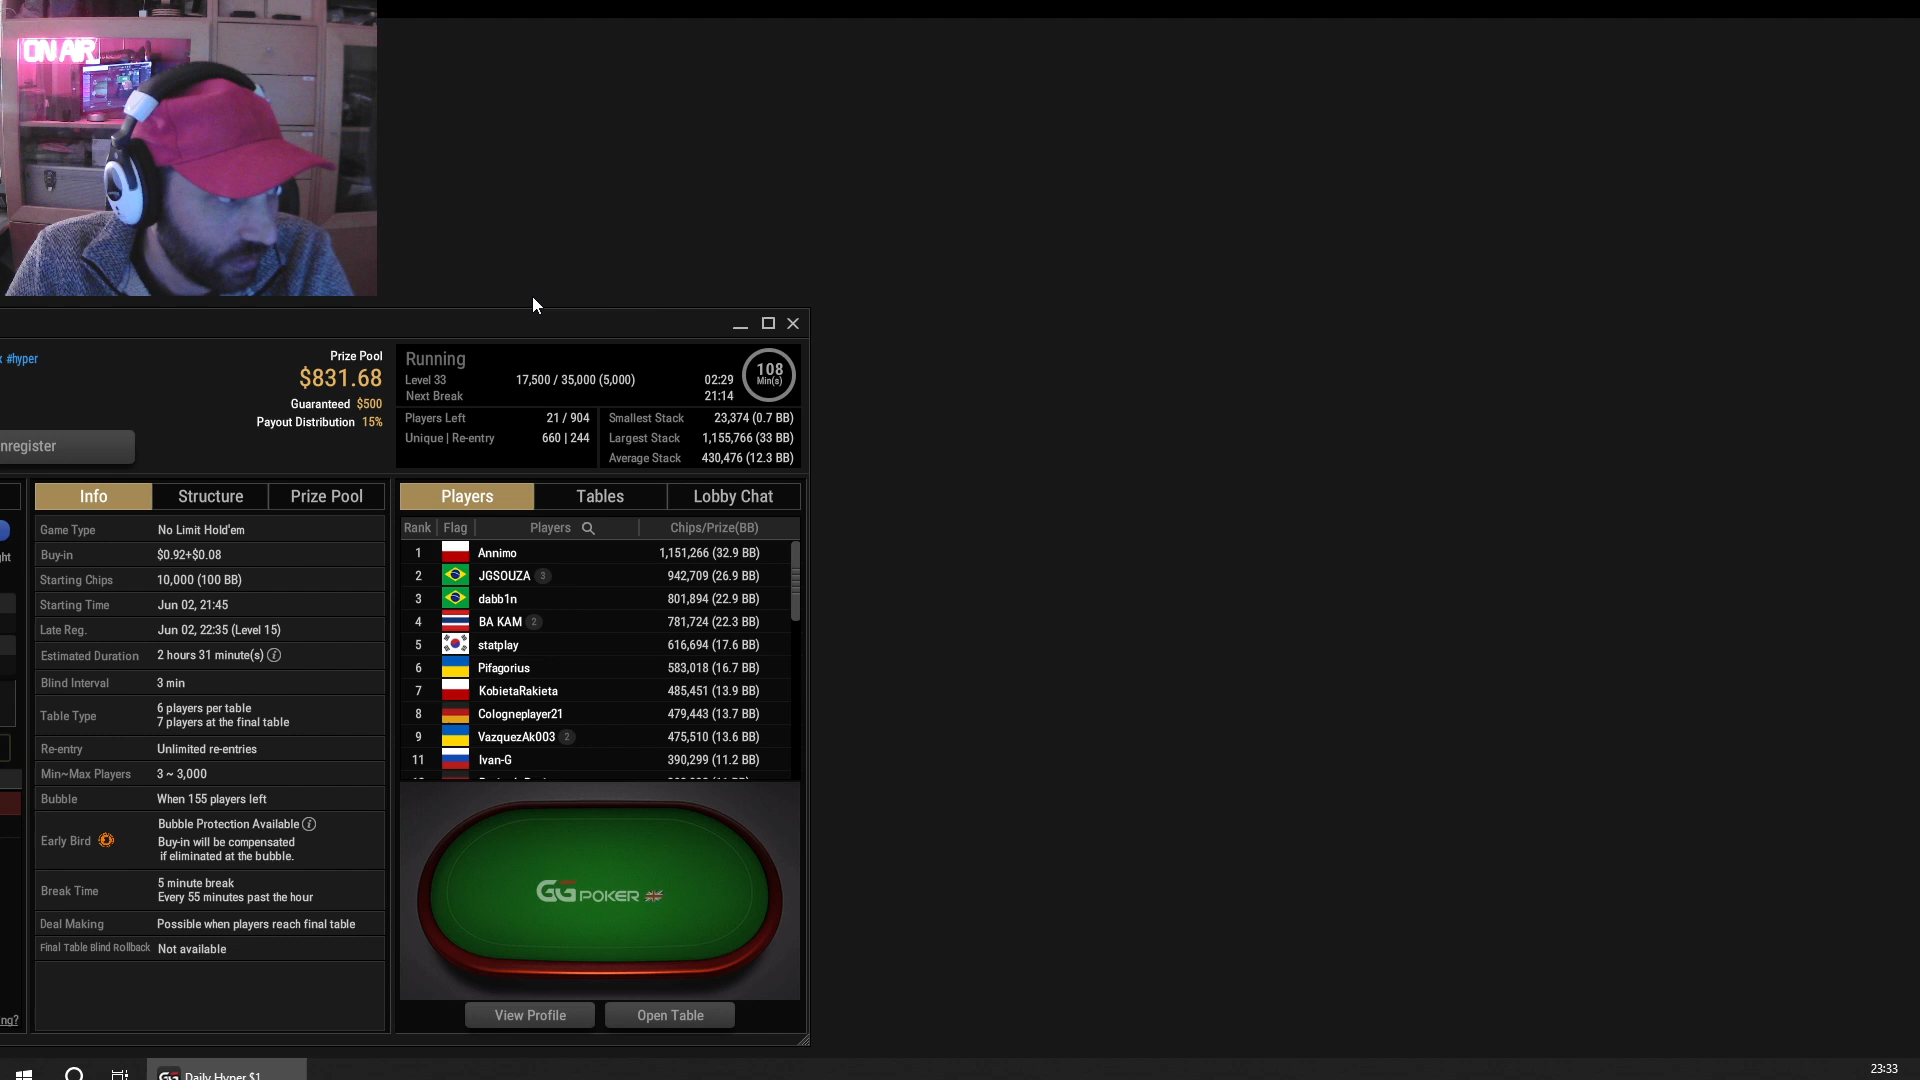 ON AIR
#hyper
Prize Pool
$831.68
Guaranteed $500
Payout Distribution 15%
nregister
Running
Level 33 17,500 / 35,000 (5,000) 02:29
Next Break 21:14
108
Min(s)
Players Left 21 / 904
Unique | Re-entry 660 | 244
Smallest Stack 23,374 (0.7 BB)
Largest Stack 1,155,766 (33 BB)
Average Stack 430,476 (12.3 BB)
Info Structure Prize Pool
ght
Game Type No Limit Hold'em
Buy-in $0.92+$0.08
Starting Chips 10,000 (100 BB)
Starting Time Jun 02, 21:45
Late Reg. Jun 02, 22:35 (Level 15)
Estimated Duration 2 hours 31 minute(s)
Blind Interval 3 min
Table Type 6 players per table
7 players at the final table
Re-entry Unlimited re-entries
Min~Max Players 3 ~ 3,000
Bubble When 155 players left
Early Bird Bubble Protection Available
Buy-in will be compensated
if eliminated at the bubble.
Break Time 5 minute break
Every 55 minutes past the hour
Deal Making Possible when players reach final table
Final Table Blind Rollback Not available
ng?
Players Tables Lobby Chat
Rank Flag Players Chips/Prize(BB)
1 Annimo 1,151,266 (32.9 BB)
2 JGSOUZA 3 942,709 (26.9 BB)
3 dabb1n 801,894 (22.9 BB)
4 BA KAM 2 781,724 (22.3 BB)
5 statplay 616,694 (17.6 BB)
6 Pifagorius 583,018 (16.7 BB)
7 KobietaRakieta 485,451 (13.9 BB)
8 Cologneplayer21 479,443 (13.7 BB)
9 VazquezAk003 2 475,510 (13.6 BB)
11 Ivan-G 390,299 (11.2 BB)
GG POKER
View Profile Open Table
GG Daily Hyper $1
23:33